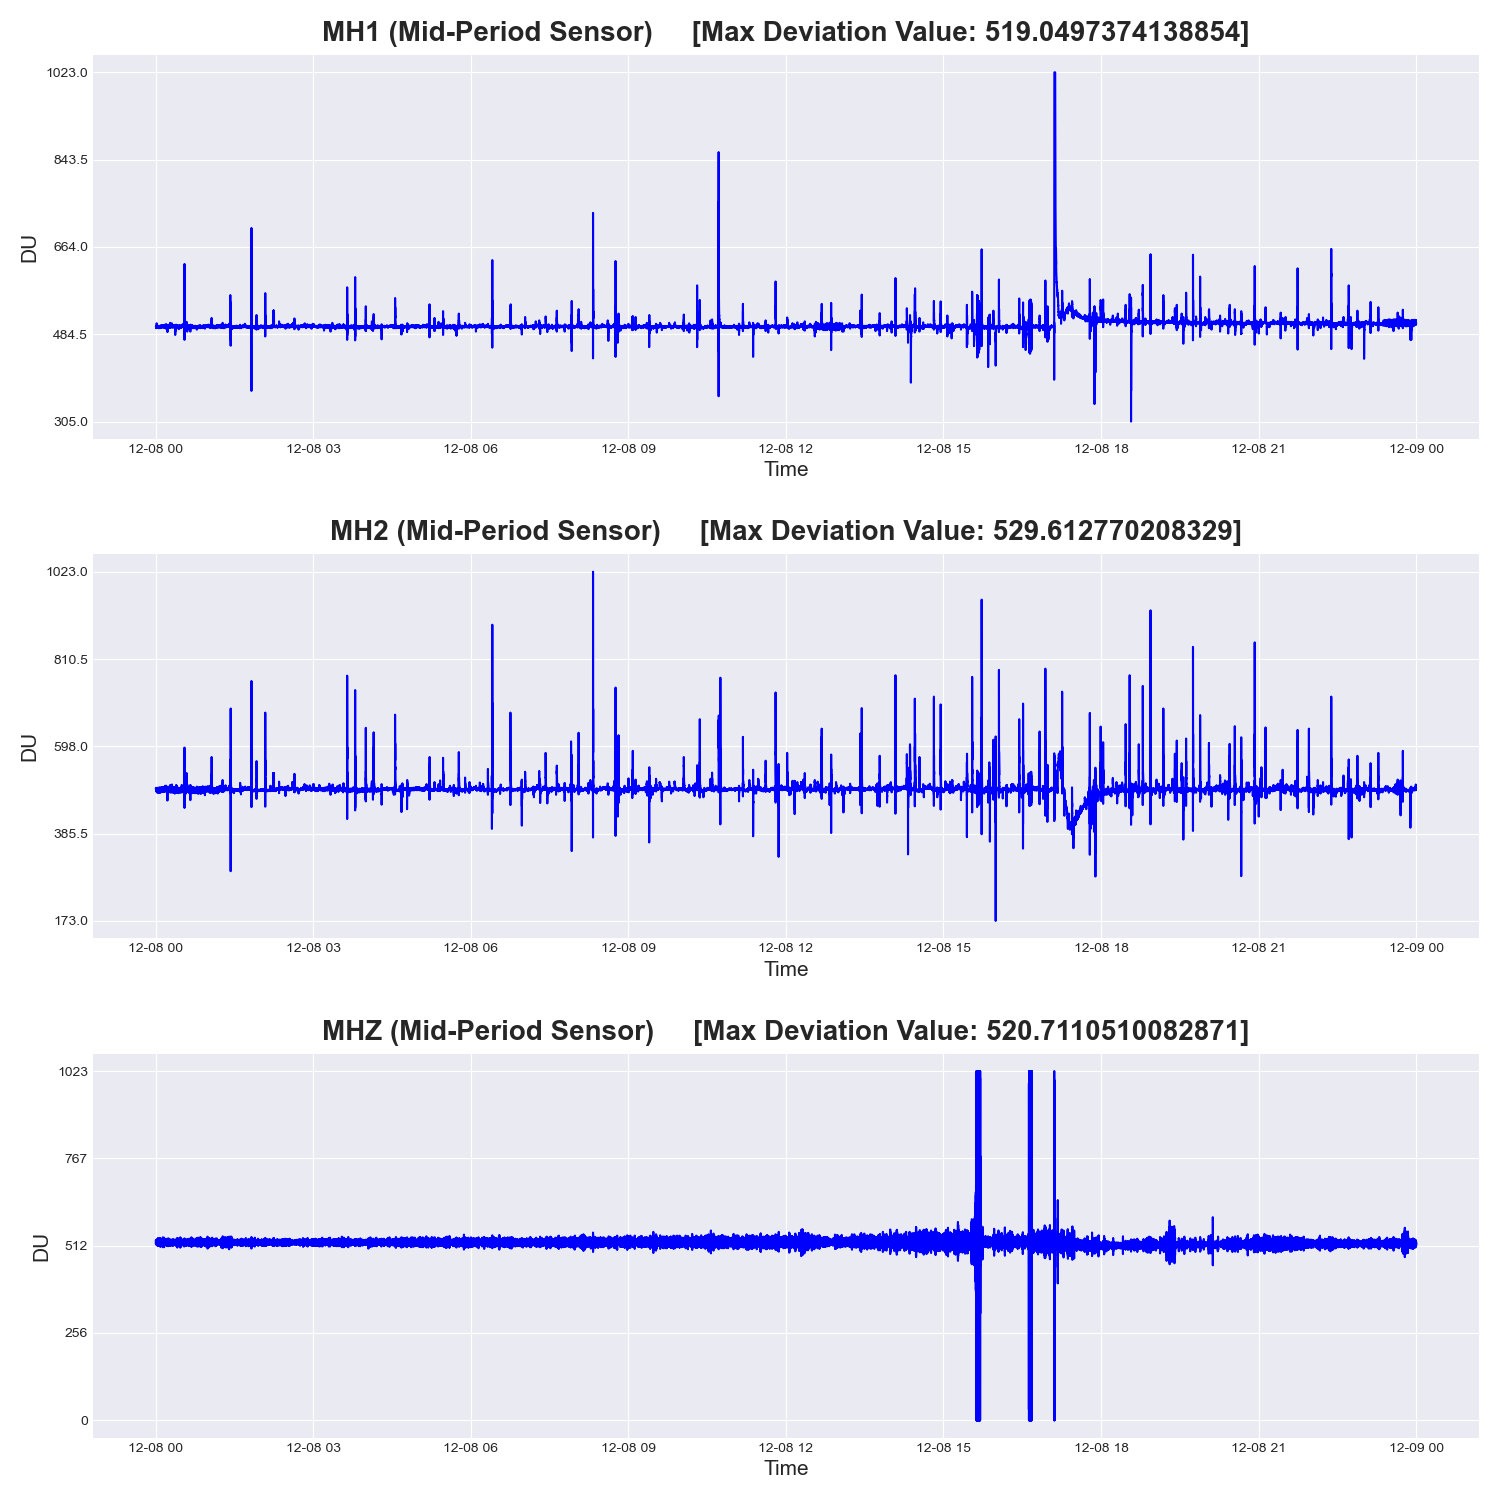 MH1 (Mid-Period Sensor) [Max Deviation Value: 519.0497374138854]
1023.0
843.5
664.0
484.5
305.0
DU
12-08 00 12-08 03 12-08 06 12-08 09 12-08 12 12-08 15 12-08 18 12-08 21 12-09 00
Time
MH2 (Mid-Period Sensor) [Max Deviation Value: 529.612770208329]
1023.0
810.5
598.0
385.5
173.0
DU
12-08 00 12-08 03 12-08 06 12-08 09 12-08 12 12-08 15 12-08 18 12-08 21 12-09 00
Time
MHZ (Mid-Period Sensor) [Max Deviation Value: 520.7110510082871]
1023
767
512
256
0
DU
12-08 00 12-08 03 12-08 06 12-08 09 12-08 12 12-08 15 12-08 18 12-08 21 12-09 00
Time